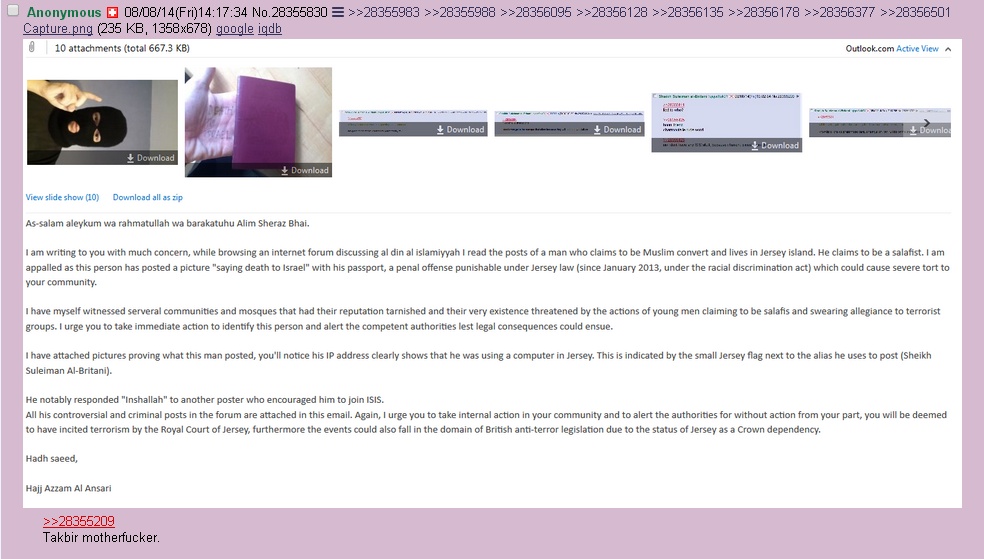 Anonymous 08/08/14(Fri)14:17:34 No.28355830 >>28355983 >>28355988 >>28356095 >>28356128 >>28356135 >>28356178 >>28356377 >>28356501
Capture.png (235 KB, 1358x678) google iqdb
10 attachments (total 667.3 KB)
Outlook.com Active View
Download
Download
Download
Download
Download
Downloa
View slide show (10) Download all as zip
As-salam aleykum wa rahmatullah wa barakatuhu Alim Sheraz Bhai.
I am writing to you with much concern, while browsing an internet forum discussing al din al islamiyyah I read the posts of a man who claims to be Muslim convert and lives in Jersey island. He claims to be a salafist. I am
appalled as this person has posted a picture "saying death to Israel" with his passport, a penal offense punishable under Jersey law (since January 2013, under the racial discrimination act) which could cause severe tort to
your community.
I have myself witnessed serveral communities and mosques that had their reputation tarnished and their very existence threatened by the actions of young men claiming to be salafis and swearing allegiance to terrorist
groups. I urge you to take immediate action to identify this person and alert the competent authorities lest legal consequences could ensue.
I have attached pictures proving what this man posted, you'll notice his IP address clearly shows that he was using a computer in Jersey. This is indicated by the small Jersey flag next to the alias he uses to post (Sheikh
Suleiman Al-Britani).
He notably responded "Inshallah" to another poster who encouraged him to join ISIS.
All his controversial and criminal posts in the forum are attached in this email. Again, I urge you to take internal action in your community and to alert the authorities for without action from your part, you will be deemed
to have incited terrorism by the Royal Court of Jersey, furthermore the events could also fall in the domain of British anti-terror legislation due to the status of Jersey as a Crown dependency.
Hadh saeed,
Hajj Azzam Al Ansari
>>28355209
Takbir motherfucker.